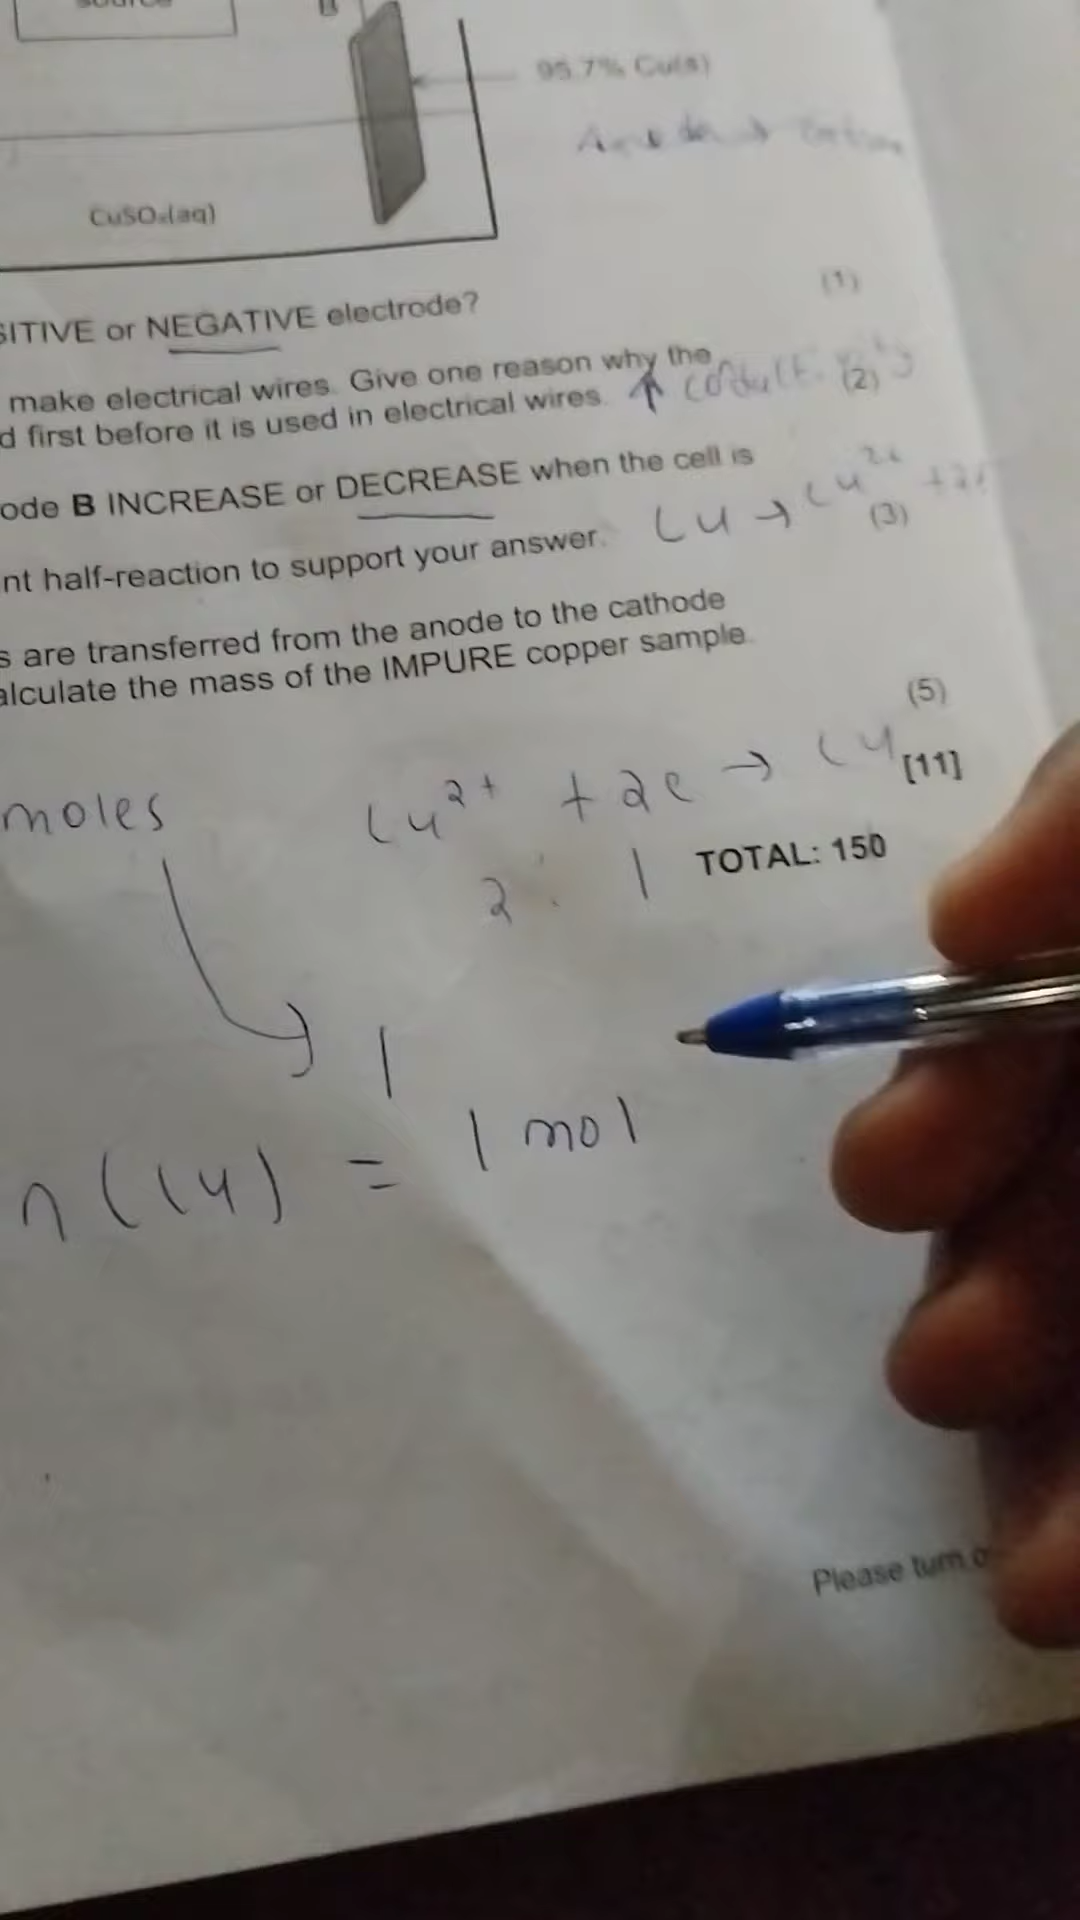 source
B
95.7% Cu(s)
CuSO₄(aq)
SITIVE or NEGATIVE electrode?
(1)
make electrical wires. Give one reason why the
d first before it is used in electrical wires.
(2)
ode B INCREASE or DECREASE when the cell is
nt half-reaction to support your answer.
Cu → Cu
(3)
s are transferred from the anode to the cathode
alculate the mass of the IMPURE copper sample.
(5)
[11]
moles
Cu²⁺ + 2e → Cu
2 : 1
TOTAL: 150
1
n(Cu) = 1 mol
Please turn o